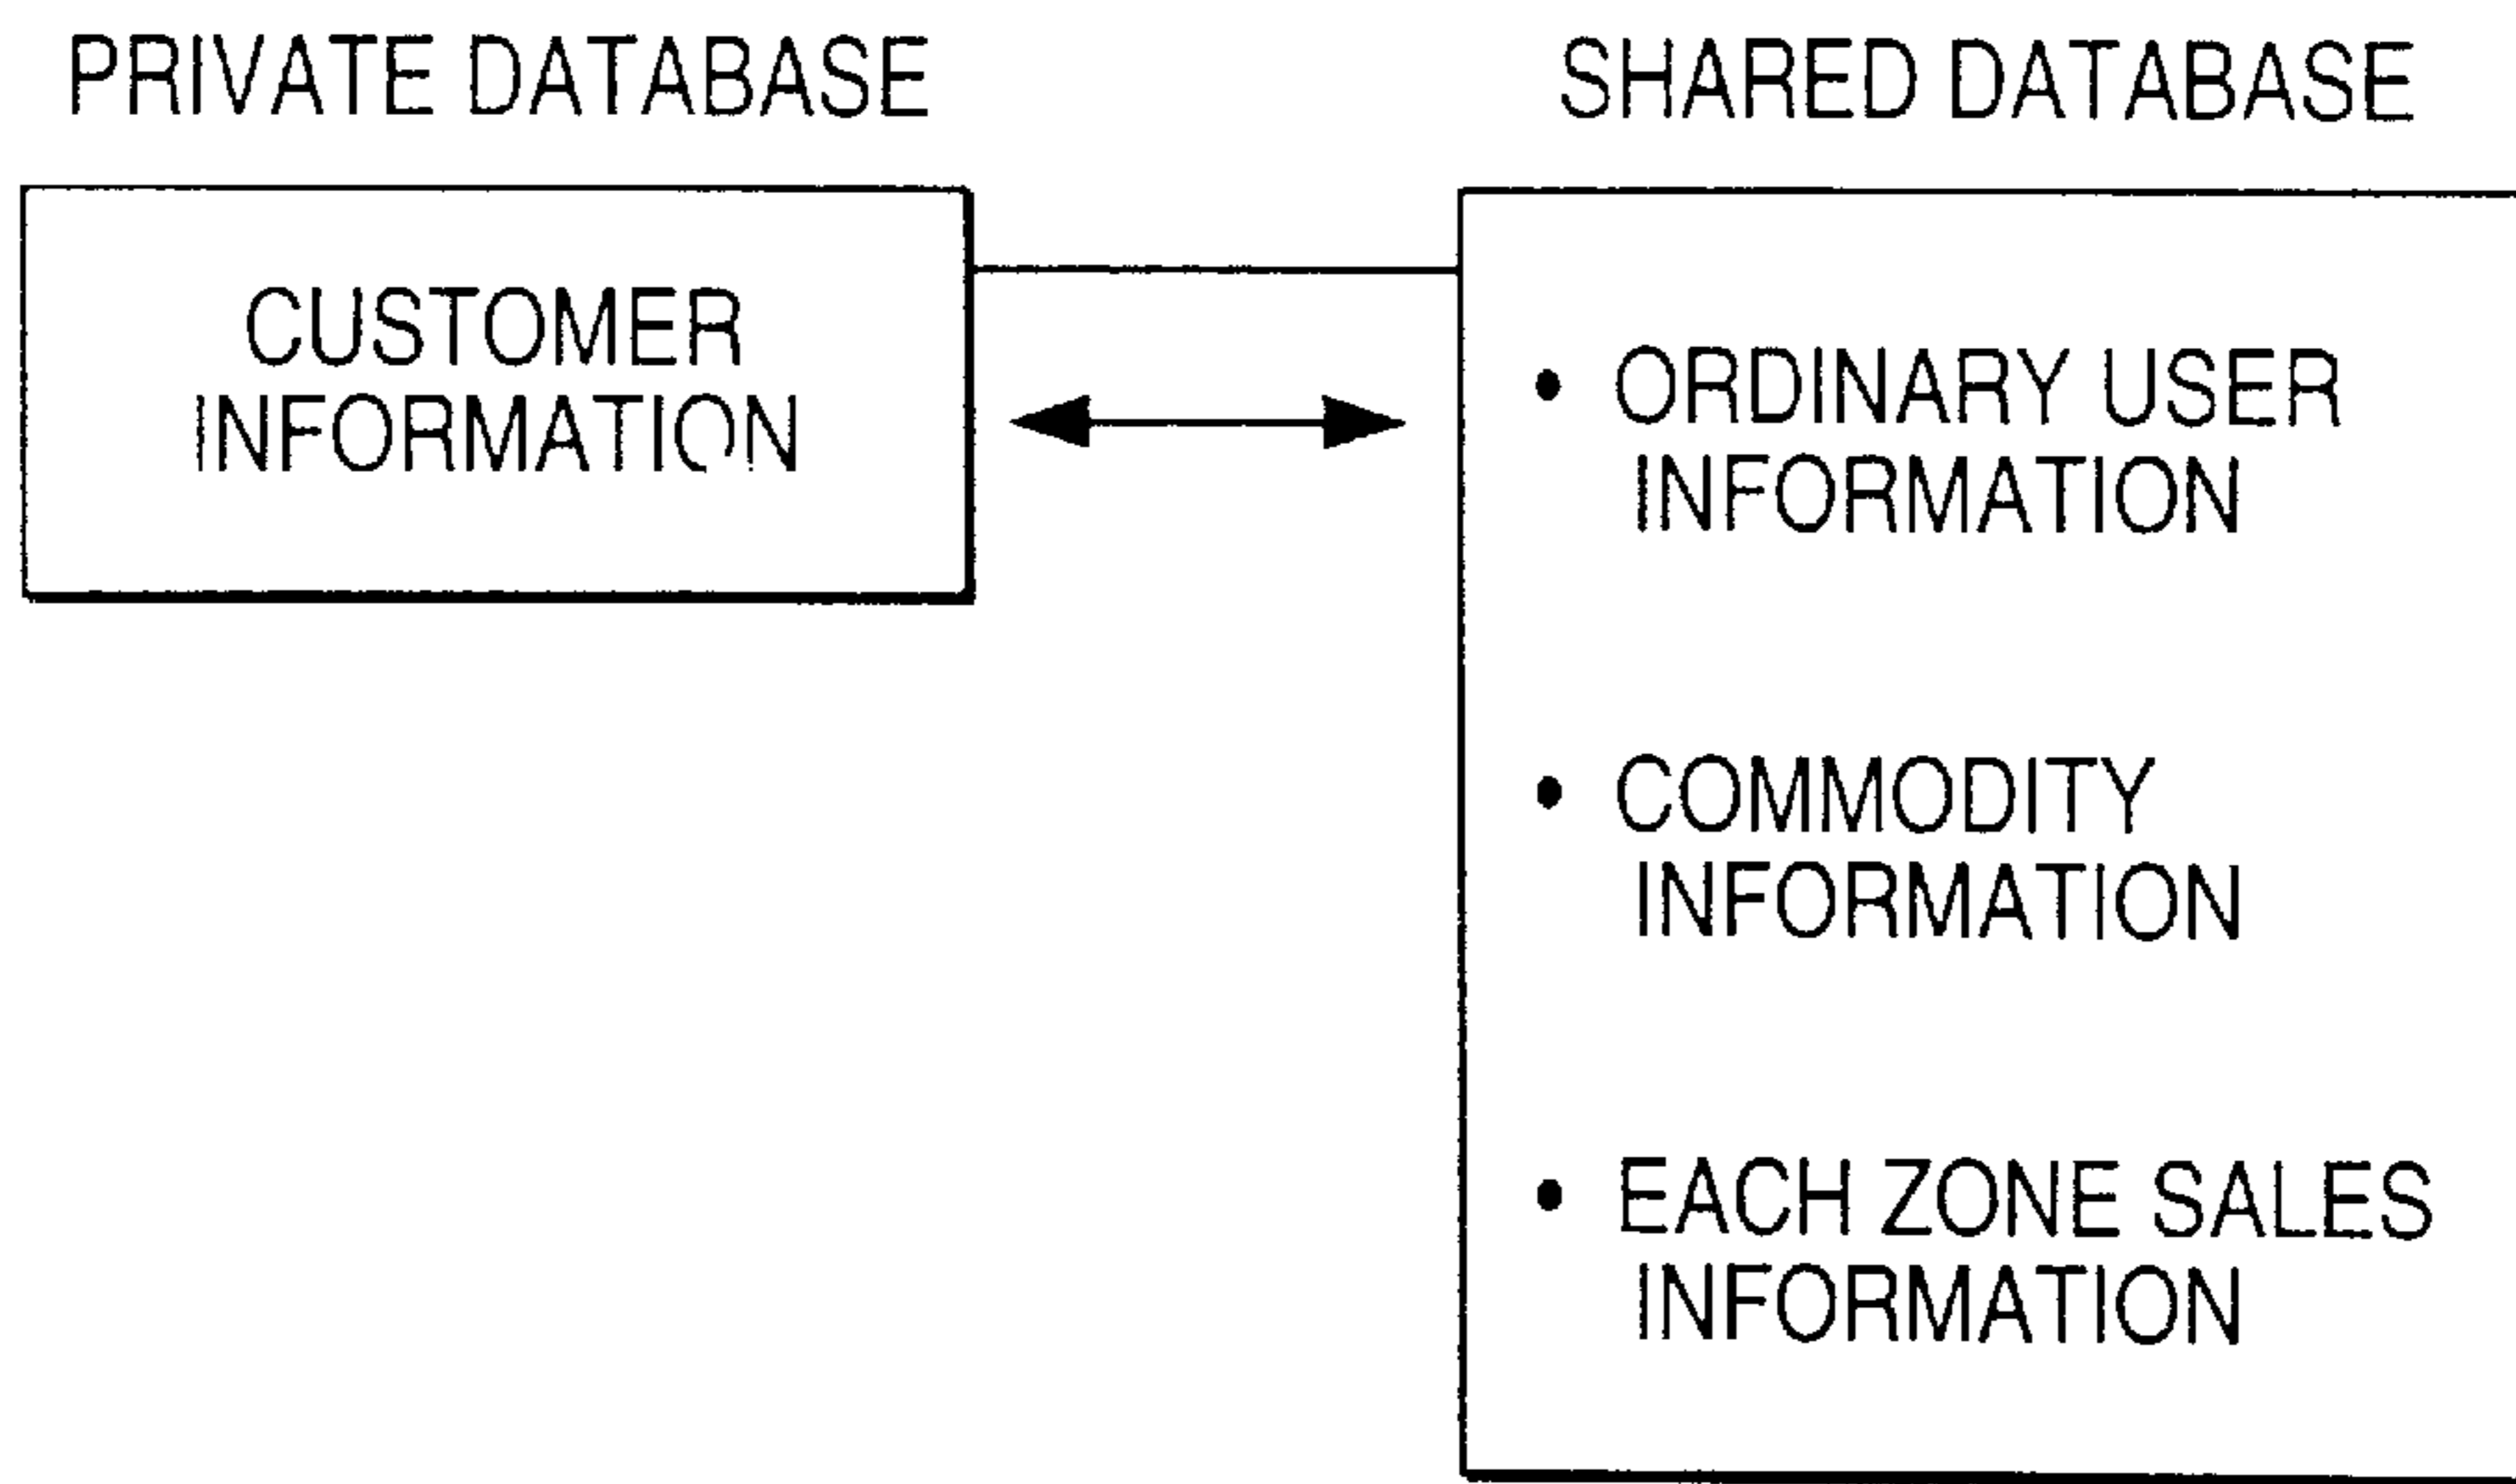 PRIVATE DATABASE
CUSTOMER
INFORMATION
SHARED DATABASE
• ORDINARY USER
INFORMATION
• COMMODITY
INFORMATION
• EACH ZONE SALES
INFORMATION